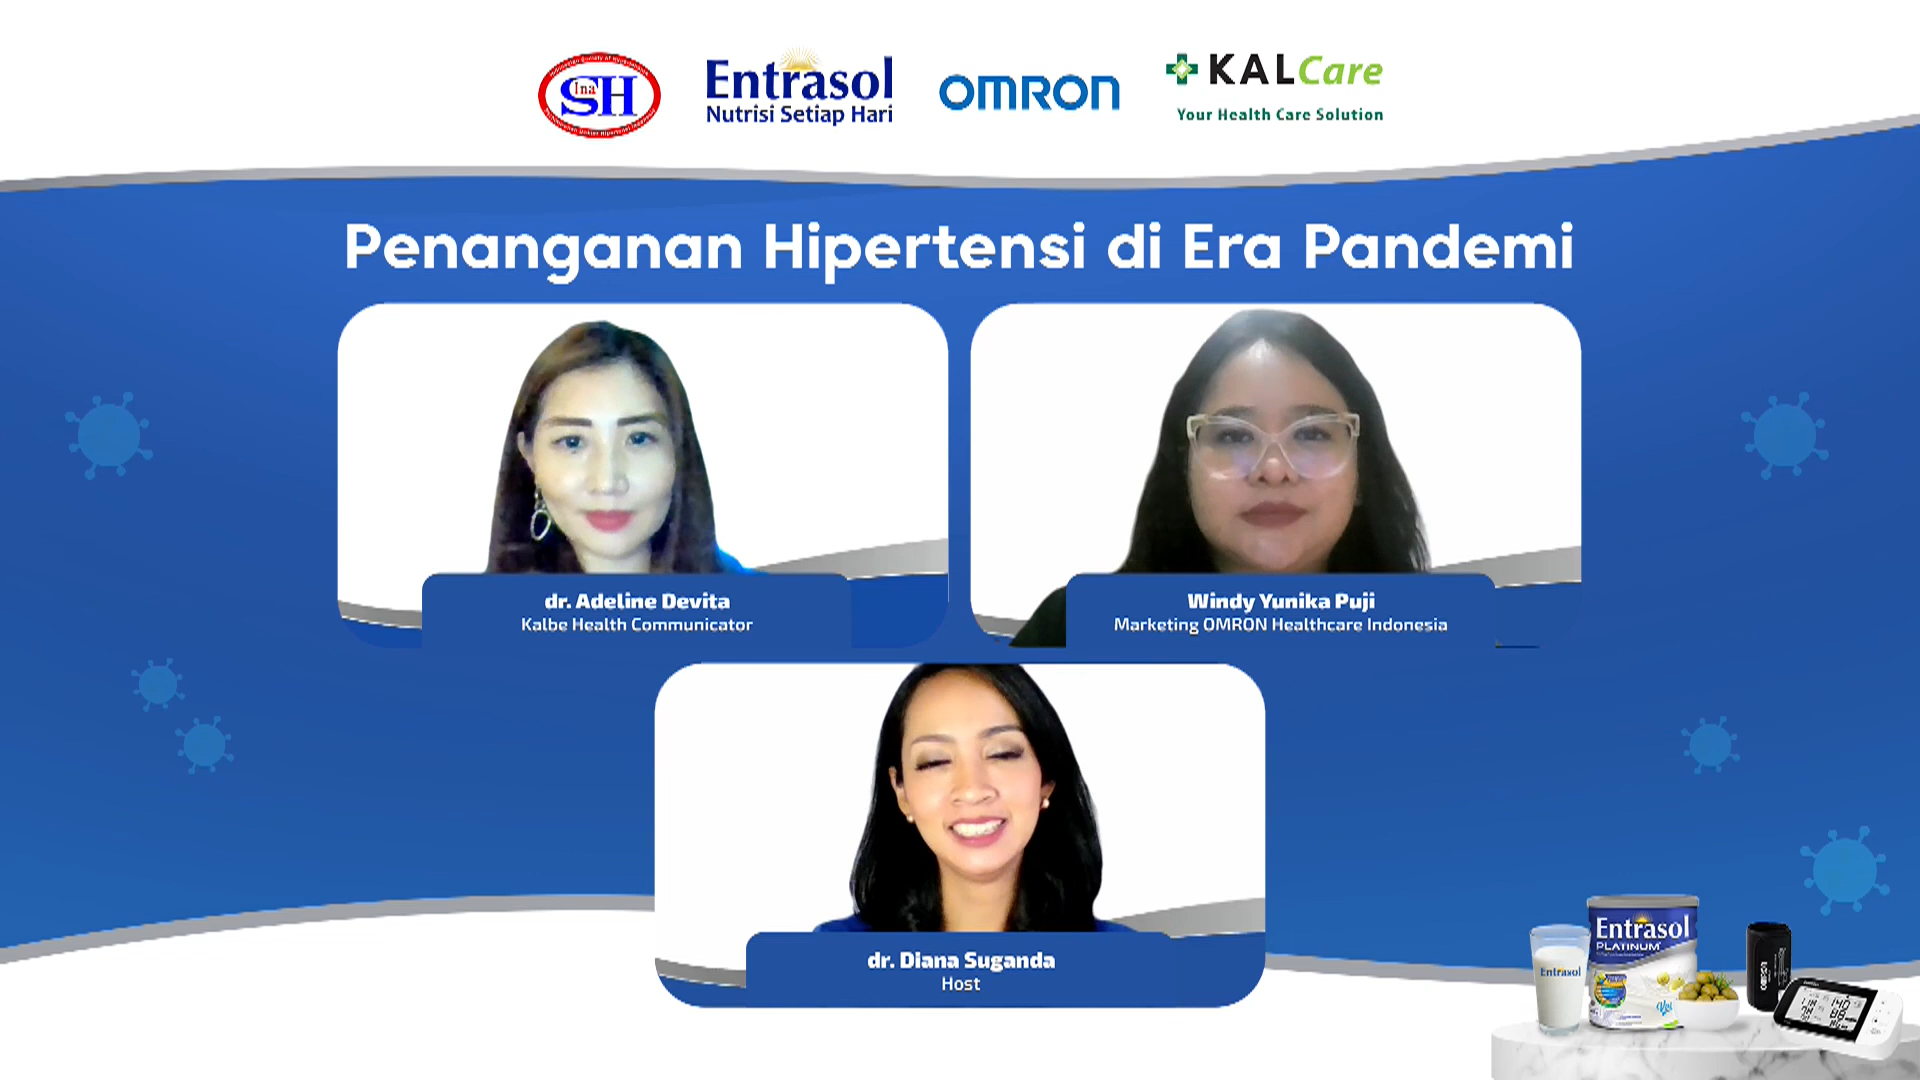 InaSH
Entrasol
Nutrisi Setiap Hari
OMRON
KALCare
Your Health Care Solution
Penanganan Hipertensi di Era Pandemi
dr. Adeline Devita
Kalbe Health Communicator
Windy Yunika Puji
Marketing OMRON Healthcare Indonesia
dr. Diana Suganda
Host
Entrasol
PLATINUM
Entrasol
OMRON